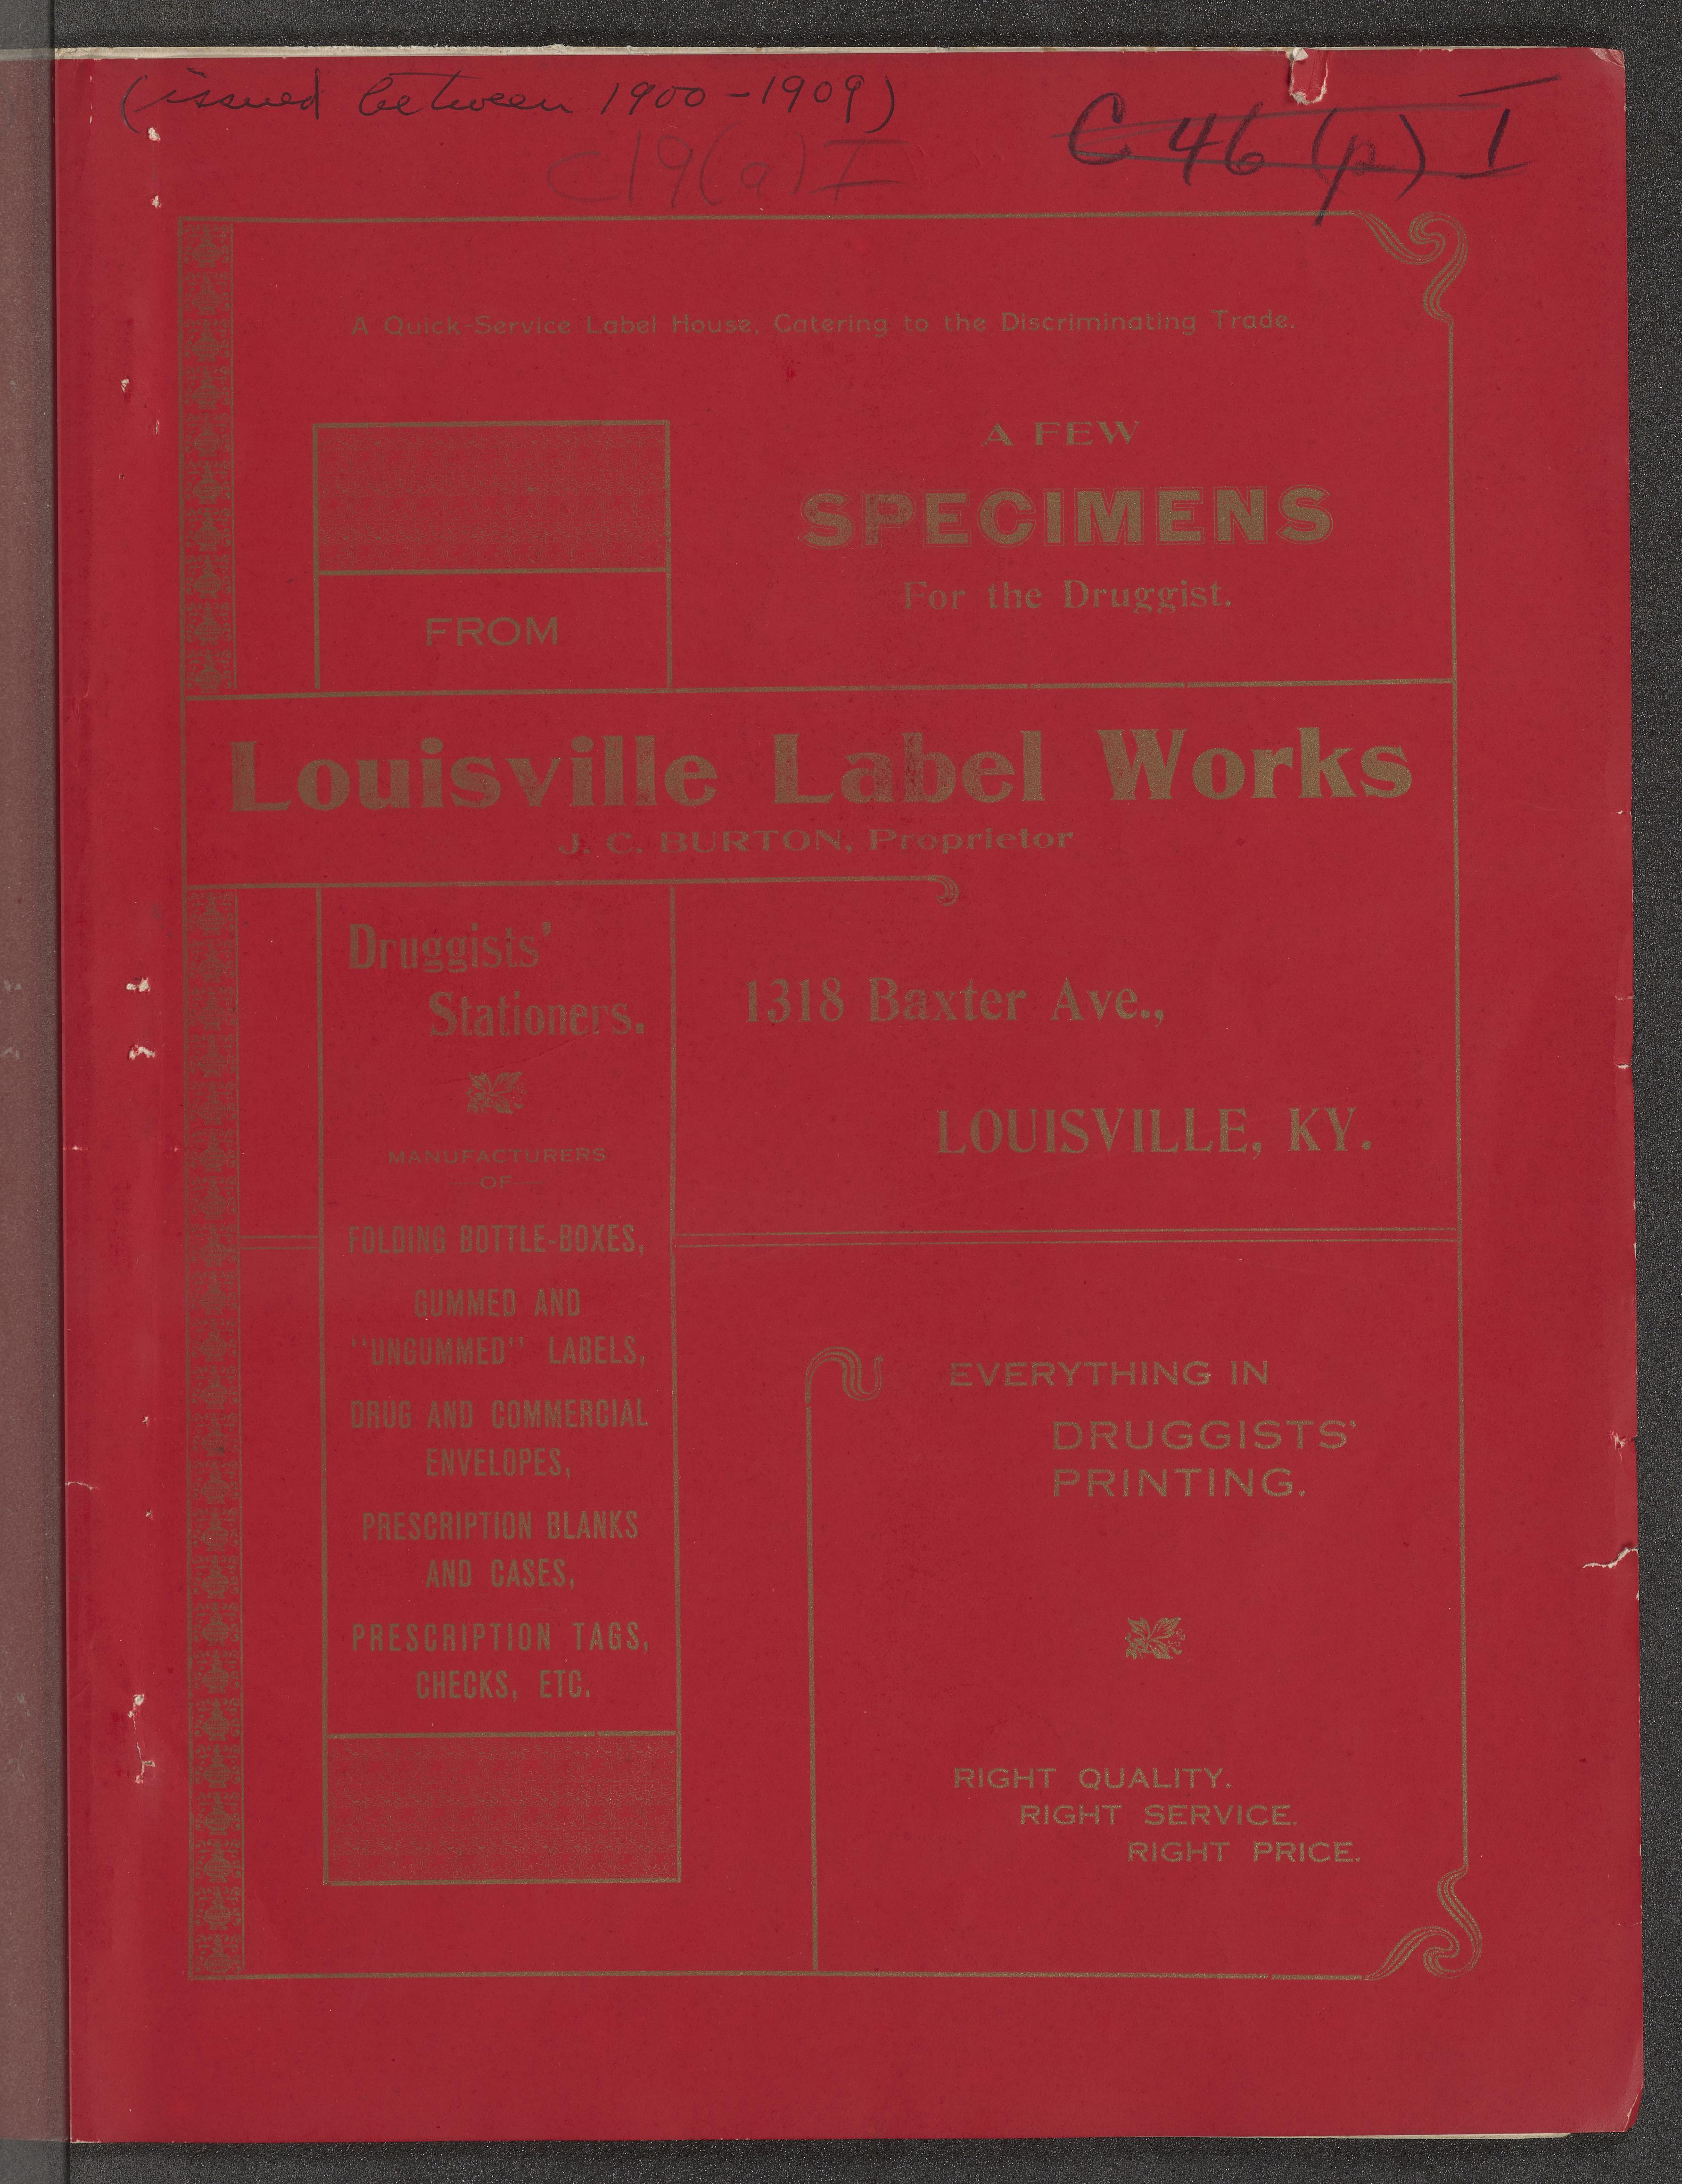 (issued between 1900-1909)
C 46 (p) I
C19(a) I
A Quick-Service Label House, Catering to the Discriminating Trade.
A FEW
SPECIMENS
For the Druggist.
FROM
Louisville Label Works
J. C. BURTON, Proprietor
Druggists'
Stationers.
MANUFACTURERS
—OF—
FOLDING BOTTLE-BOXES,
GUMMED AND
"UNGUMMED" LABELS,
DRUG AND COMMERCIAL
ENVELOPES,
PRESCRIPTION BLANKS
AND CASES,
PRESCRIPTION TAGS,
CHECKS, ETC.
1318 Baxter Ave.,
LOUISVILLE, KY.
EVERYTHING IN
DRUGGISTS'
PRINTING.
RIGHT QUALITY.
RIGHT SERVICE.
RIGHT PRICE.